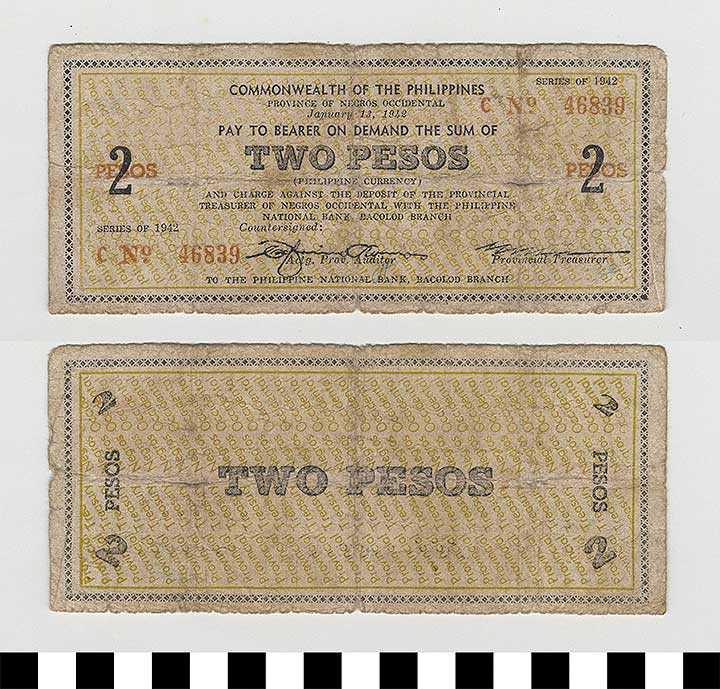 SERIES OF 1942
COMMONWEALTH OF THE PHILIPPINES
PROVINCE OF NEGROS OCCIDENTAL
C Nº 46839
January 13, 1942
PAY TO BEARER ON DEMAND THE SUM OF
2 PESOS
TWO PESOS
2 PESOS
(PHILIPPINE CURRENCY)
AND CHARGE AGAINST THE DEPOSIT OF THE PROVINCIAL
TREASURER OF NEGROS OCCIDENTAL WITH THE PHILIPPINE
NATIONAL BANK, BACOLOD BRANCH
SERIES OF 1942
Countersigned:
C Nº 46839
Actg. Prov. Auditor
Provincial Treasurer
TO THE PHILIPPINE NATIONAL BANK, BACOLOD BRANCH
2
2
PESOS
TWO PESOS
PESOS
2
2
Provincial Treasury Negros Occidental